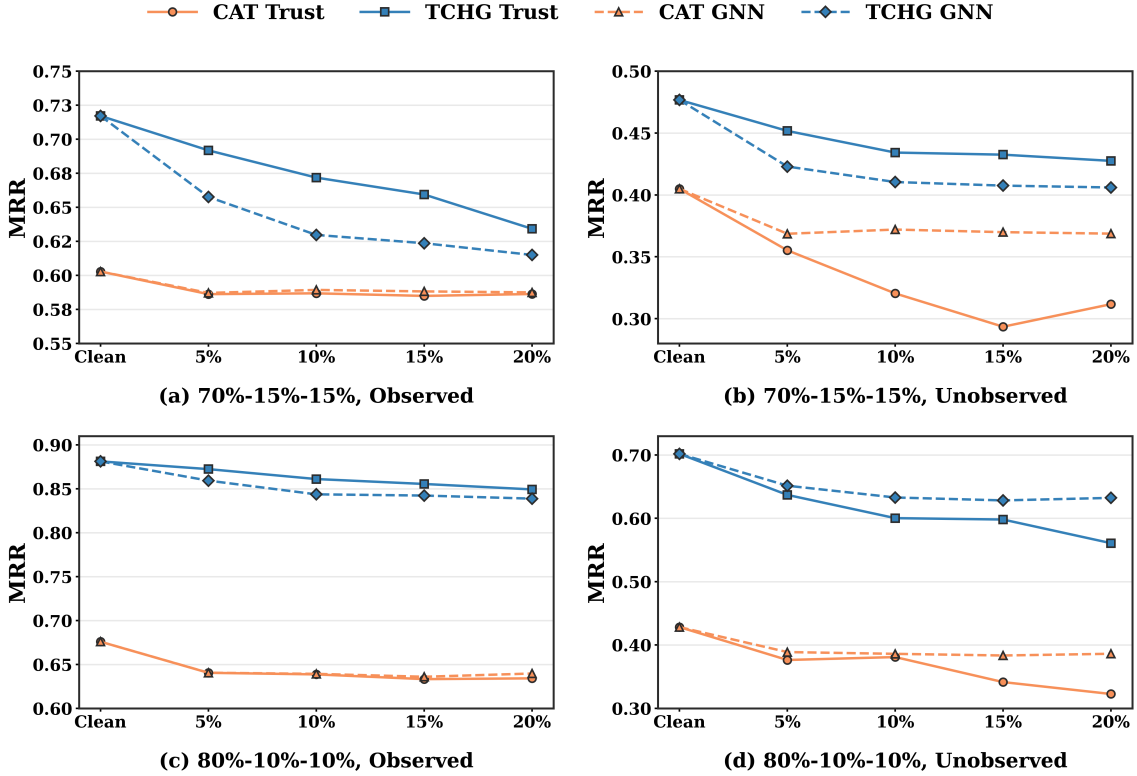 CAT Trust TCHG Trust CAT GNN TCHG GNN
0.75
0.73
0.70
0.68
0.65
0.62
0.60
0.58
0.55
MRR
Clean 5% 10% 15% 20%
(a) 70%-15%-15%, Observed
0.50
0.45
0.40
0.35
0.30
MRR
Clean 5% 10% 15% 20%
(b) 70%-15%-15%, Unobserved
0.90
0.85
0.80
0.75
0.70
0.65
0.60
MRR
Clean 5% 10% 15% 20%
(c) 80%-10%-10%, Observed
0.70
0.60
0.50
0.40
0.30
MRR
Clean 5% 10% 15% 20%
(d) 80%-10%-10%, Unobserved